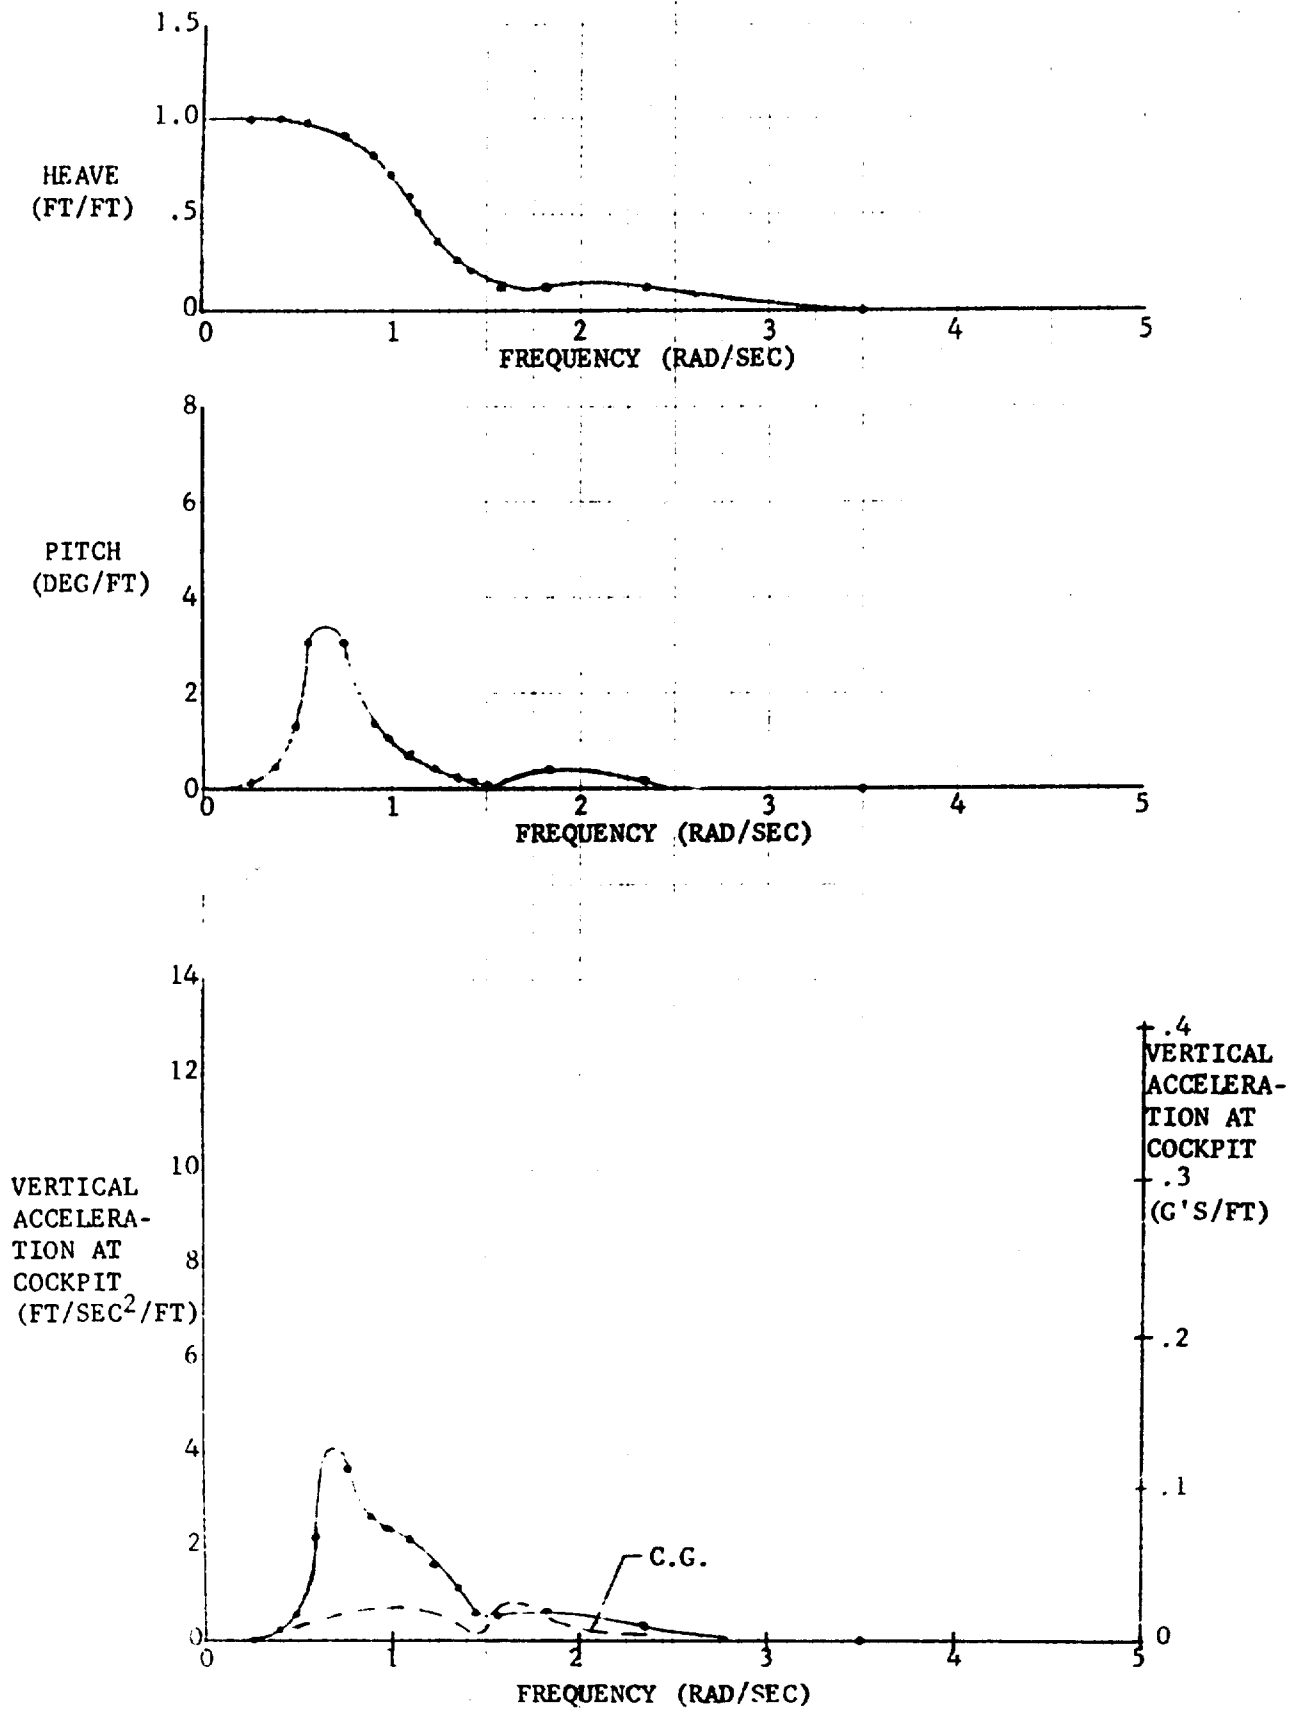 1.5
1.0
HEAVE
(FT/FT)
.5
0
0 1 2 3 4 5
FREQUENCY (RAD/SEC)
8
6
PITCH
(DEG/FT)
4
2
0
0 1 2 3 4 5
FREQUENCY (RAD/SEC)
14
12
10
VERTICAL
ACCELERA-
TION AT
COCKPIT
(FT/SEC2/FT)
8
6
4
2
0
.4
VERTICAL
ACCELERA-
TION AT
COCKPIT
.3
(G'S/FT)
.2
.1
0
C.G.
0 1 2 3 4 5
FREQUENCY (RAD/SEC)